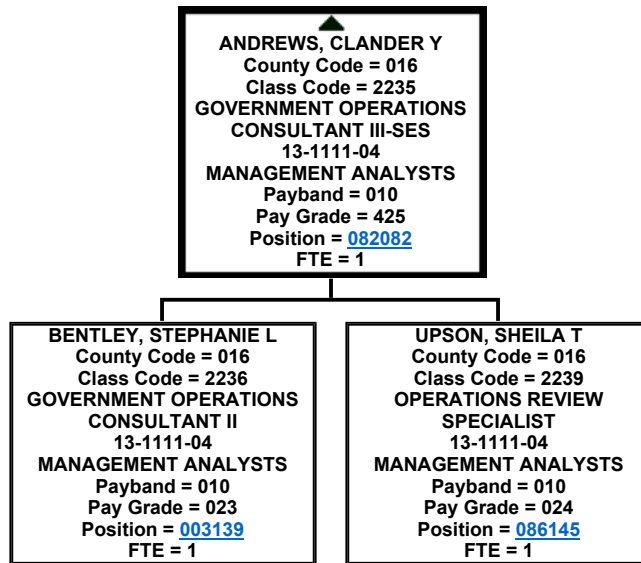 ANDREWS, CLANDER Y
County Code = 016
Class Code = 2235
GOVERNMENT OPERATIONS
CONSULTANT III-SES
13-1111-04
MANAGEMENT ANALYSTS
Payband = 010
Pay Grade = 425
Position = 082082
FTE = 1
BENTLEY, STEPHANIE L
County Code = 016
Class Code = 2236
GOVERNMENT OPERATIONS
CONSULTANT II
13-1111-04
MANAGEMENT ANALYSTS
Payband = 010
Pay Grade = 023
Position = 003139
FTE = 1
UPSON, SHEILA T
County Code = 016
Class Code = 2239
OPERATIONS REVIEW
SPECIALIST
13-1111-04
MANAGEMENT ANALYSTS
Payband = 010
Pay Grade = 024
Position = 086145
FTE = 1